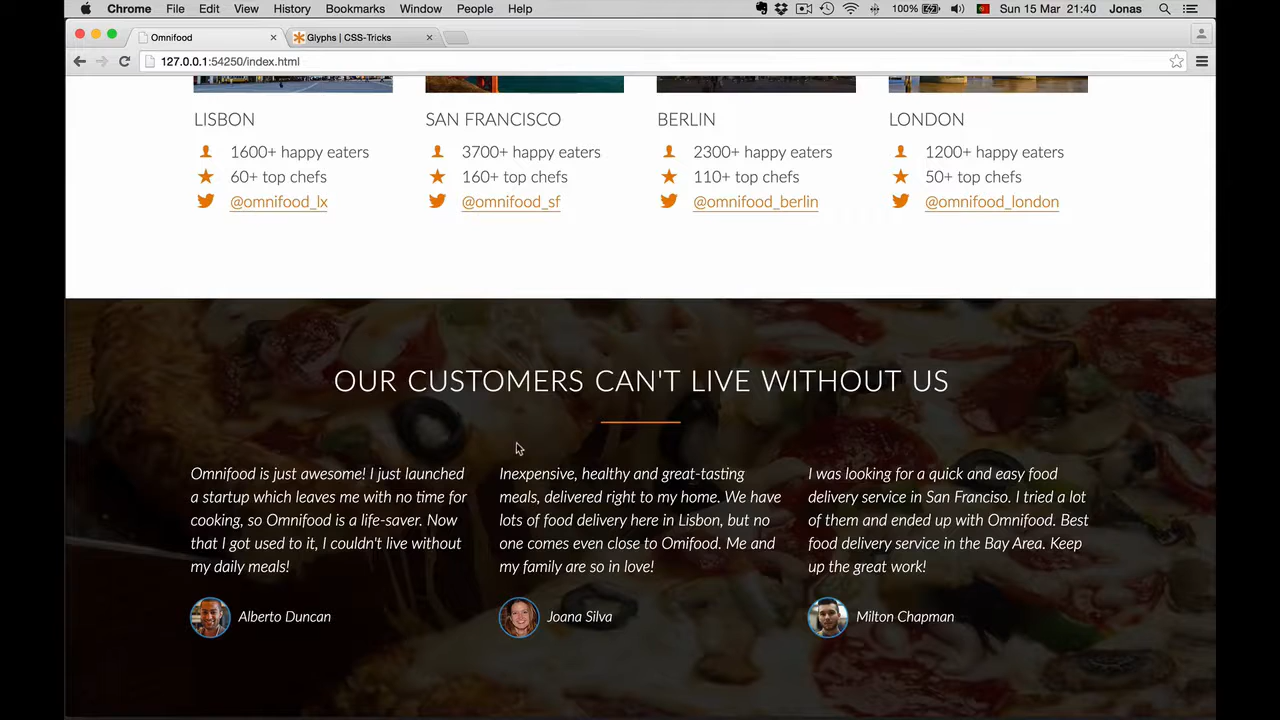 Chrome File Edit View History Bookmarks Window People Help 100% Sun 15 Mar 21:40 Jonas
Omnifood × Glyphs | CSS-Tricks ×
127.0.0.1:54250/index.html
LISBON SAN FRANCISCO BERLIN LONDON
1600+ happy eaters 3700+ happy eaters 2300+ happy eaters 1200+ happy eaters
60+ top chefs 160+ top chefs 110+ top chefs 50+ top chefs
@omnifood_lx @omnifood_sf @omnifood_berlin @omnifood_london
OUR CUSTOMERS CAN'T LIVE WITHOUT US
Omnifood is just awesome! I just launched
a startup which leaves me with no time for
cooking, so Omnifood is a life-saver. Now
that I got used to it, I couldn't live without
my daily meals!
Alberto Duncan
Inexpensive, healthy and great-tasting
meals, delivered right to my home. We have
lots of food delivery here in Lisbon, but no
one comes even close to Omifood. Me and
my family are so in love!
Joana Silva
I was looking for a quick and easy food
delivery service in San Franciso. I tried a lot
of them and ended up with Omnifood. Best
food delivery service in the Bay Area. Keep
up the great work!
Milton Chapman